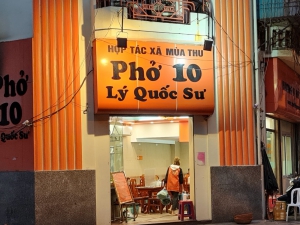 HỢP TÁC XÃ MÙA THU
Phở 10
Lý Quốc Sư
Phở
10
Lý Quốc Sư